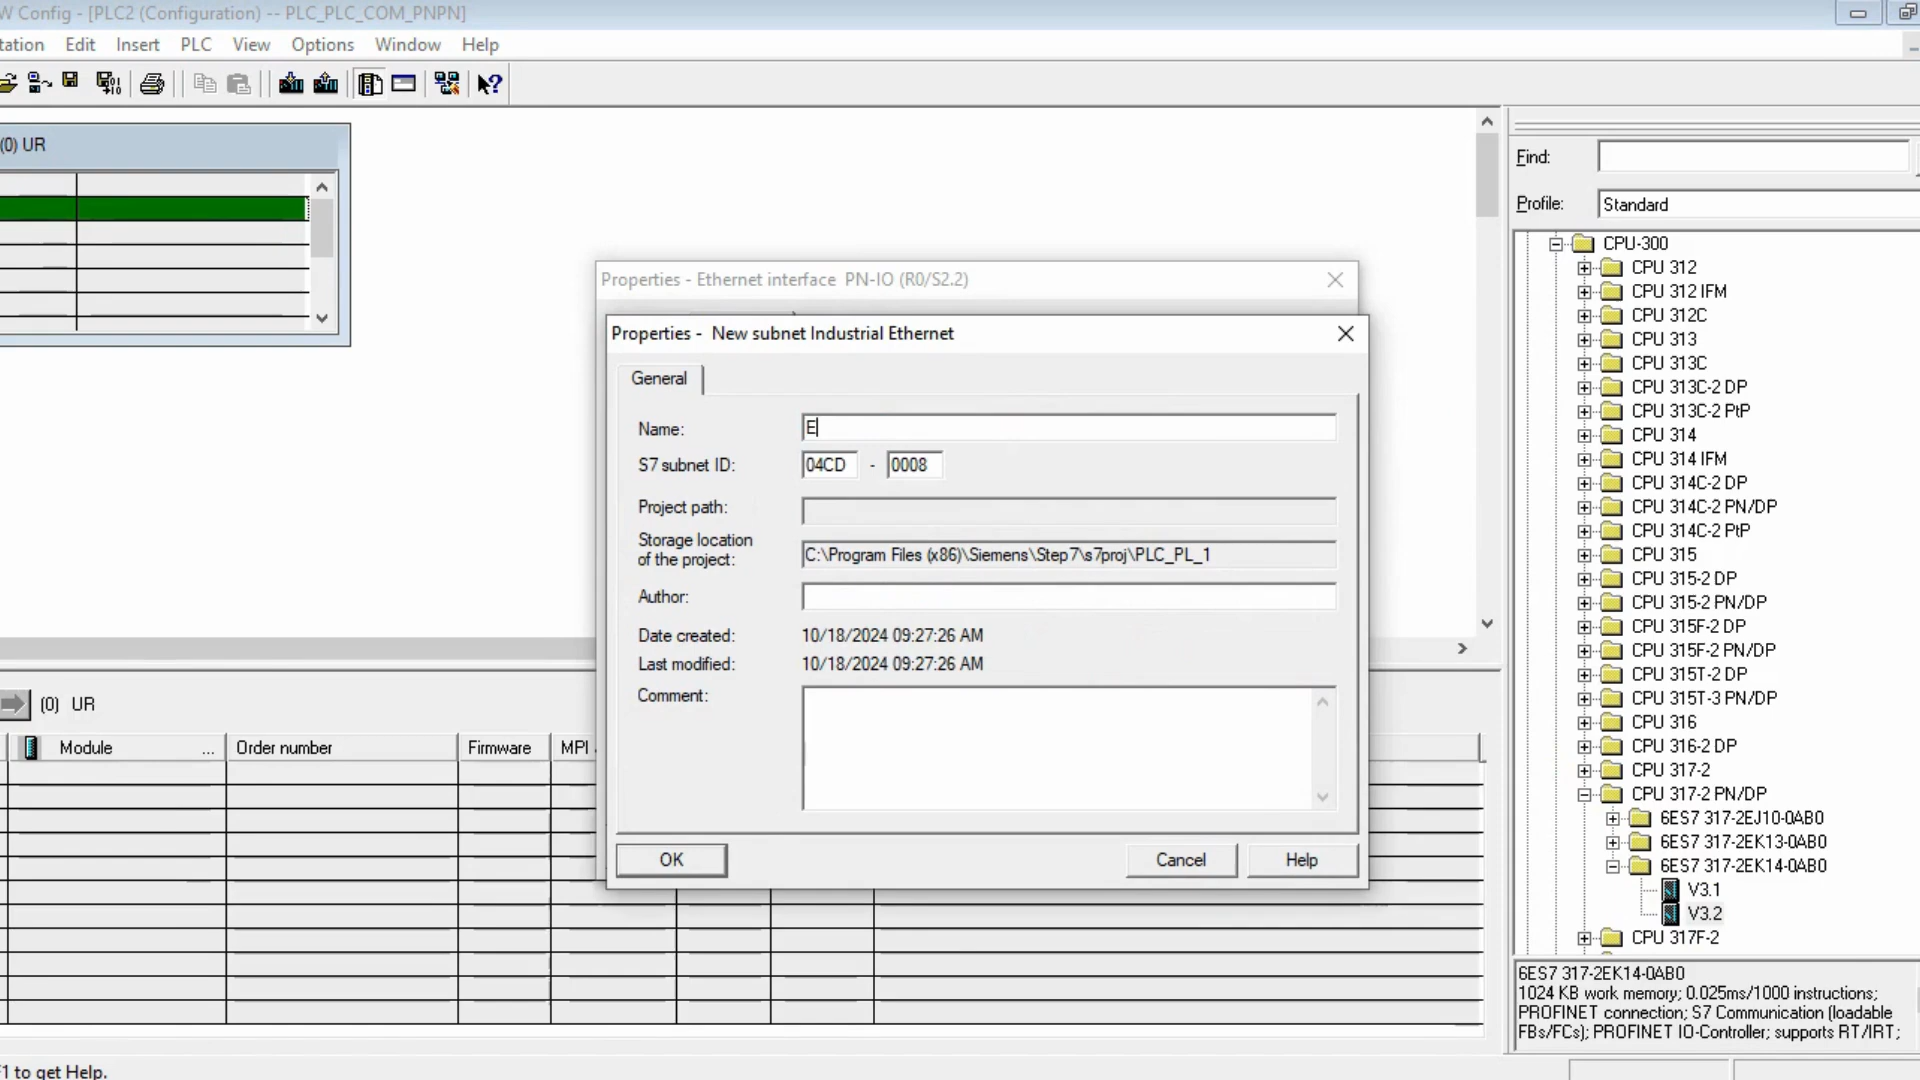 W Config - [PLC2 (Configuration) -- PLC_PLC_COM_PNPN]
tation Edit Insert PLC View Options Window Help
(0) UR
Find:
Profile: Standard
CPU-300
CPU 312
CPU 312 IFM
CPU 312C
CPU 313
CPU 313C
CPU 313C-2 DP
CPU 313C-2 PtP
CPU 314
CPU 314 IFM
CPU 314C-2 DP
CPU 314C-2 PN/DP
CPU 314C-2 PtP
CPU 315
CPU 315-2 DP
CPU 315-2 PN/DP
CPU 315F-2 DP
CPU 315F-2 PN/DP
CPU 315T-2 DP
CPU 315T-3 PN/DP
CPU 316
CPU 316-2 DP
CPU 317-2
CPU 317-2 PN/DP
6ES7 317-2EJ10-0AB0
6ES7 317-2EK13-0AB0
6ES7 317-2EK14-0AB0
V3.1
V3.2
CPU 317F-2
6ES7 317-2EK14-0AB0
1024 KB work memory; 0.025ms/1000 instructions;
PROFINET connection; S7 Communication (loadable
FBs/FCs); PROFINET IO-Controller; supports RT/IRT;
Properties - Ethernet interface PN-IO (R0/S2.2)
Properties - New subnet Industrial Ethernet
General
Name: E
S7 subnet ID: 04CD - 0008
Project path:
Storage location
of the project: C:\Program Files (x86)\Siemens\Step7\s7proj\PLC_PL_1
Author:
Date created: 10/18/2024 09:27:26 AM
Last modified: 10/18/2024 09:27:26 AM
Comment:
OK Cancel Help
(0) UR
Module ... Order number Firmware MPI
F1 to get Help.